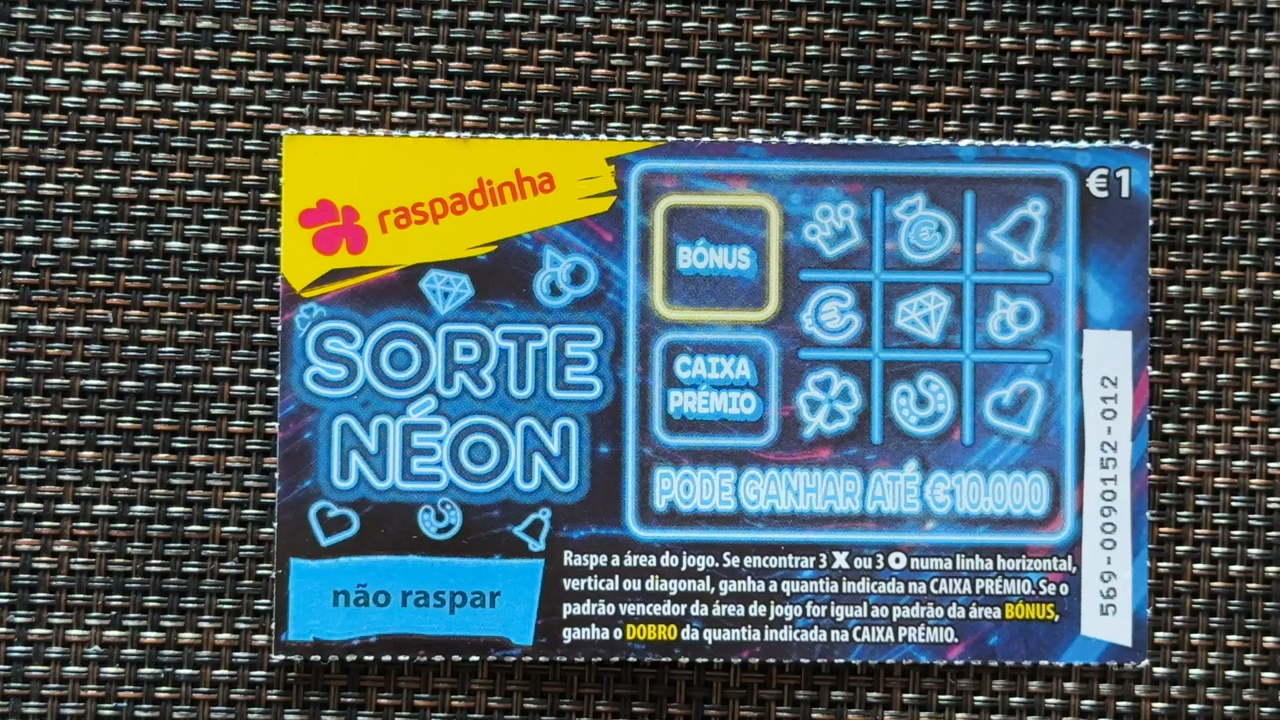 raspadinha
€1
SORTE
NÉON
BÓNUS
CAIXA
PRÉMIO
PODE GANHAR ATÉ €10.000
não raspar
Raspe a área do jogo. Se encontrar 3 X ou 3 O numa linha horizontal,
vertical ou diagonal, ganha a quantia indicada na CAIXA PRÉMIO. Se o
padrão vencedor da área de jogo for igual ao padrão da área BÓNUS,
ganha o DOBRO da quantia indicada na CAIXA PRÉMIO.
569-0090152-012